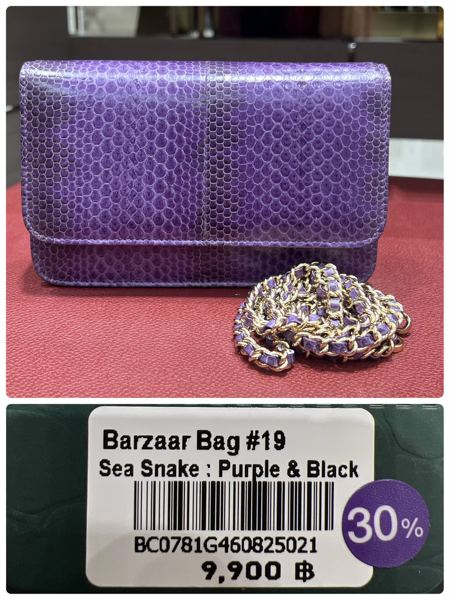 Barzaar Bag #19
Sea Snake : Purple & Black
BC0781G460825021
9,900 ฿
30%